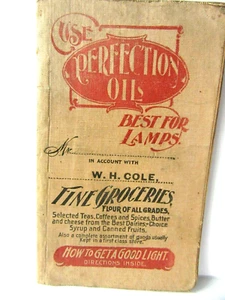 USE
PERFECTION
OILS
BEST FOR
LAMPS.
Mr.
IN ACCOUNT WITH
W. H. COLE,
FINE GROCERIES,
FLOUR OF ALL GRADES,
Selected Teas, Coffees and Spices, Butter
and cheese from the Best Dairies-Choice
Syrup and Canned Fruits.
Also a complete assortment of goods usually
Kept in a first class store.
HOW TO GET A GOOD LIGHT.
DIRECTIONS INSIDE.